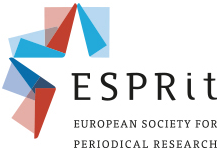 ESPRit
EUROPEAN SOCIETY FOR
PERIODICAL RESEARCH